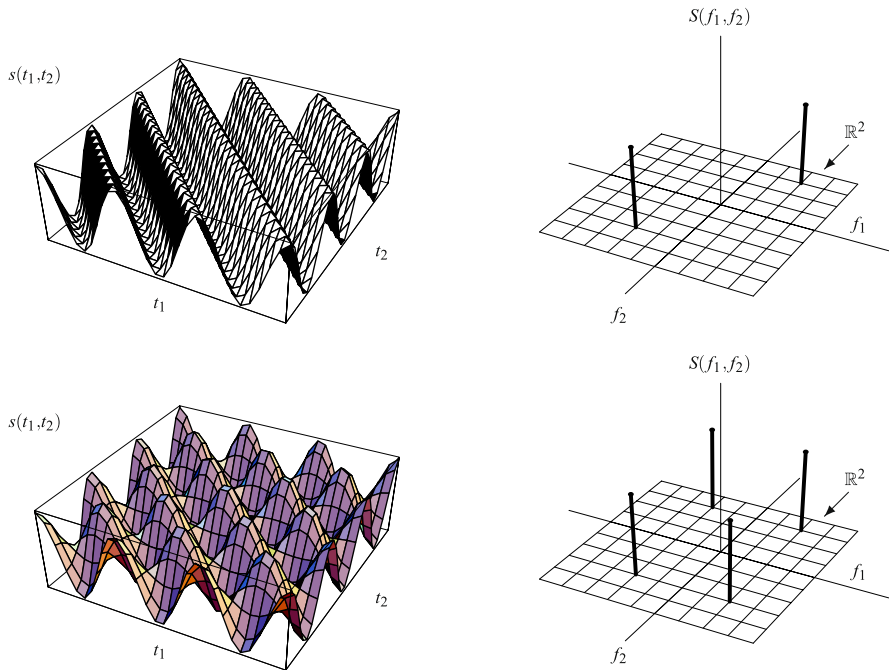 S(f₁,f₂)
s(t₁,t₂)
ℝ²
f₁
t₂
t₁
f₂
S(f₁,f₂)
s(t₁,t₂)
ℝ²
f₁
t₂
f₂
t₁